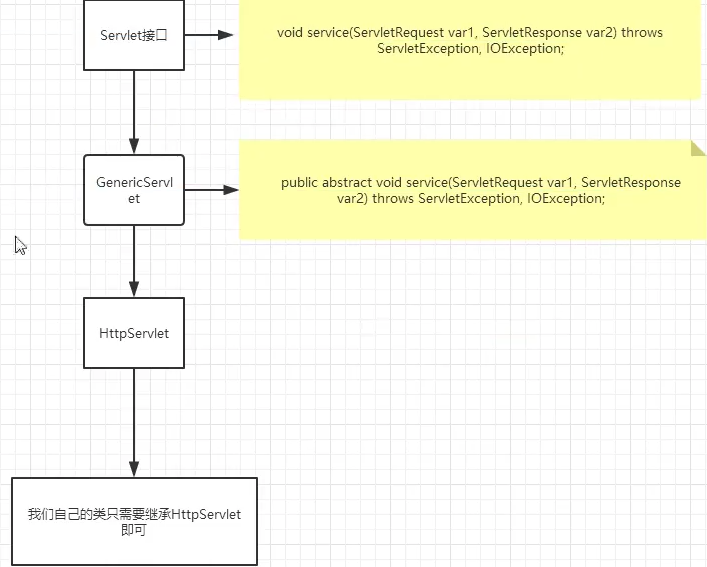 Servlet接口
void service(ServletRequest var1, ServletResponse var2) throws
ServletException, IOException;
GenericServl
et
public abstract void service(ServletRequest var1, ServletResponse
var2) throws ServletException, IOException;
HttpServlet
我们自己的类只需要继承HttpServlet
即可